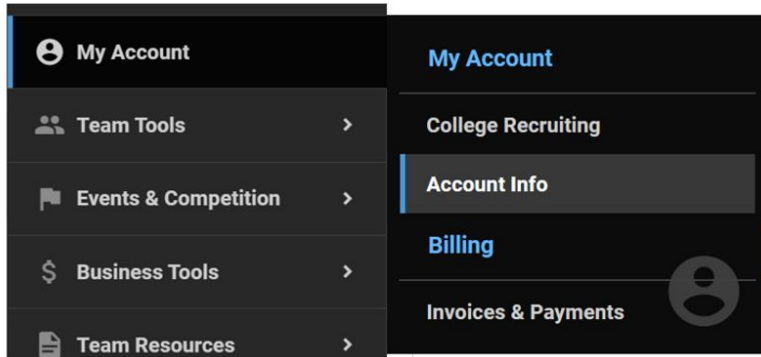 My Account
Team Tools
Events & Competition
Business Tools
Team Resources
My Account
College Recruiting
Account Info
Billing
Invoices & Payments